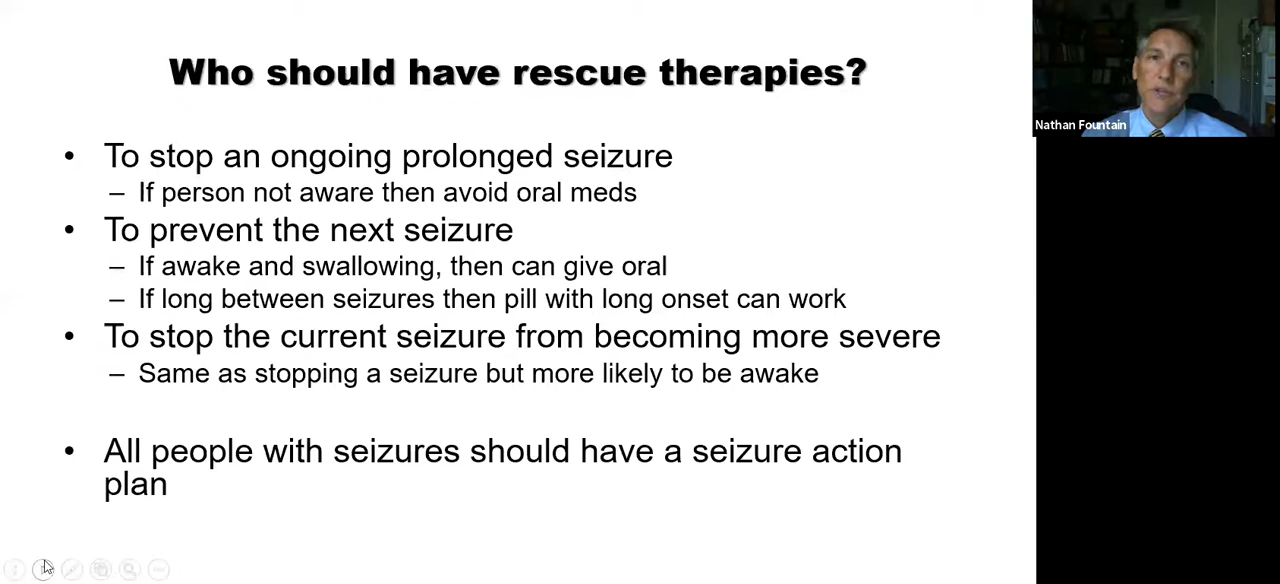 Who should have rescue therapies?
• To stop an ongoing prolonged seizure
– If person not aware then avoid oral meds
• To prevent the next seizure
– If awake and swallowing, then can give oral
– If long between seizures then pill with long onset can work
• To stop the current seizure from becoming more severe
– Same as stopping a seizure but more likely to be awake
• All people with seizures should have a seizure action
plan
Nathan Fountain